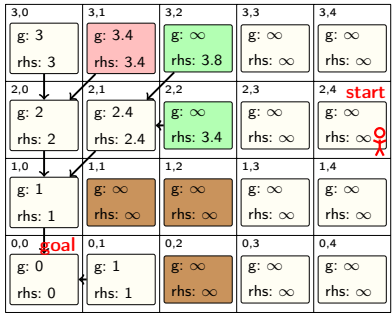 3,0 3,1 3,2 3,3 3,4
g: 3 g: 3.4 g: ∞ g: ∞ g: ∞
rhs: 3 rhs: 3.4 rhs: 3.8 rhs: ∞ rhs: ∞
2,0 2,1 2,2 2,3 2,4 start
g: 2 g: 2.4 g: ∞ g: ∞ g: ∞
rhs: 2 rhs: 2.4 rhs: 3.4 rhs: ∞ rhs: ∞
1,0 1,1 1,2 1,3 1,4
g: 1 g: ∞ g: ∞ g: ∞ g: ∞
rhs: 1 rhs: ∞ rhs: ∞ rhs: ∞ rhs: ∞
0,0 goal 0,1 0,2 0,3 0,4
g: 0 g: 1 g: ∞ g: ∞ g: ∞
rhs: 0 rhs: 1 rhs: ∞ rhs: ∞ rhs: ∞